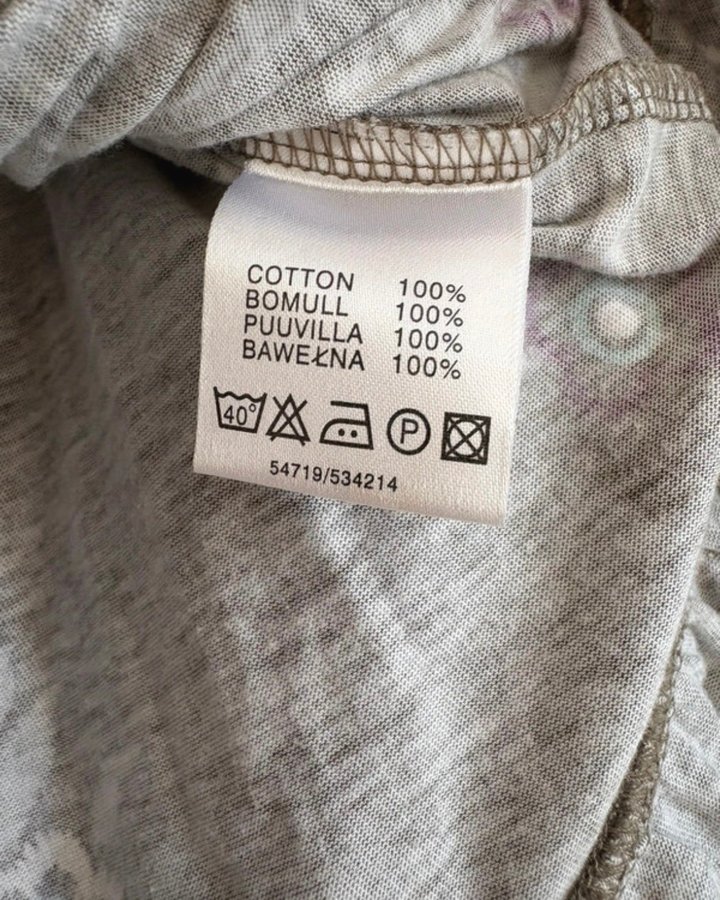 COTTON 100%
BOMULL 100%
PUUVILLA 100%
BAWEŁNA 100%
40° P
54719/534214